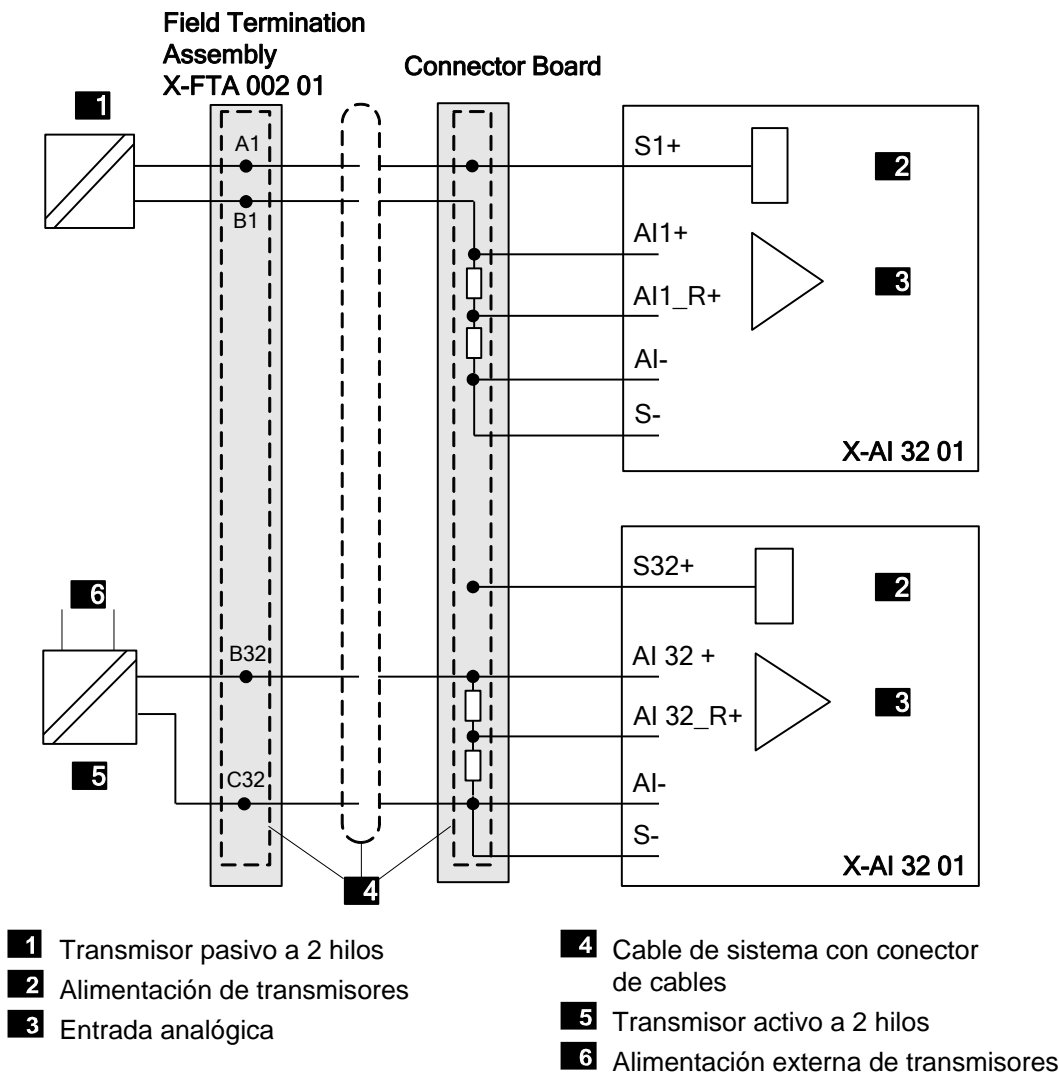 Field Termination
Assembly
X-FTA 002 01
Connector Board
1
A1
B1
S1+
2
AI1+
3
AI1_R+
AI-
S-
X-AI 32 01
6
B32
C32
5
4
S32+
2
AI 32 +
3
AI 32_R+
AI-
S-
X-AI 32 01
1 Transmisor pasivo a 2 hilos
2 Alimentación de transmisores
3 Entrada analógica
4 Cable de sistema con conector
de cables
5 Transmisor activo a 2 hilos
6 Alimentación externa de transmisores